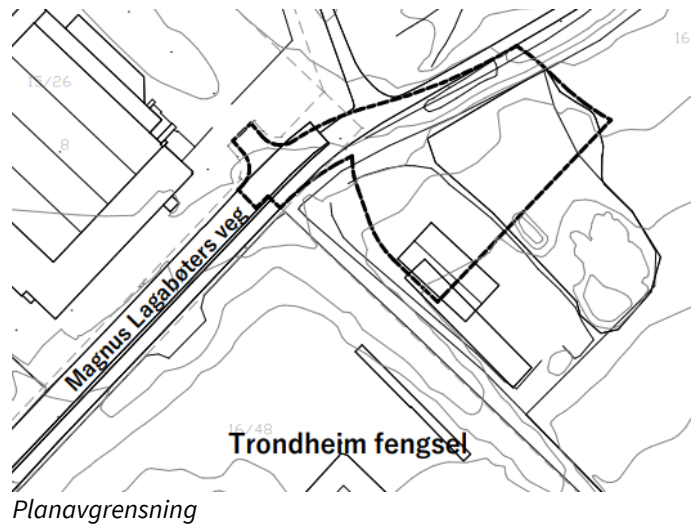 15/26
16
8
Magnus Lagabøters veg
16/48
Trondheim fengsel
Planavgrensning